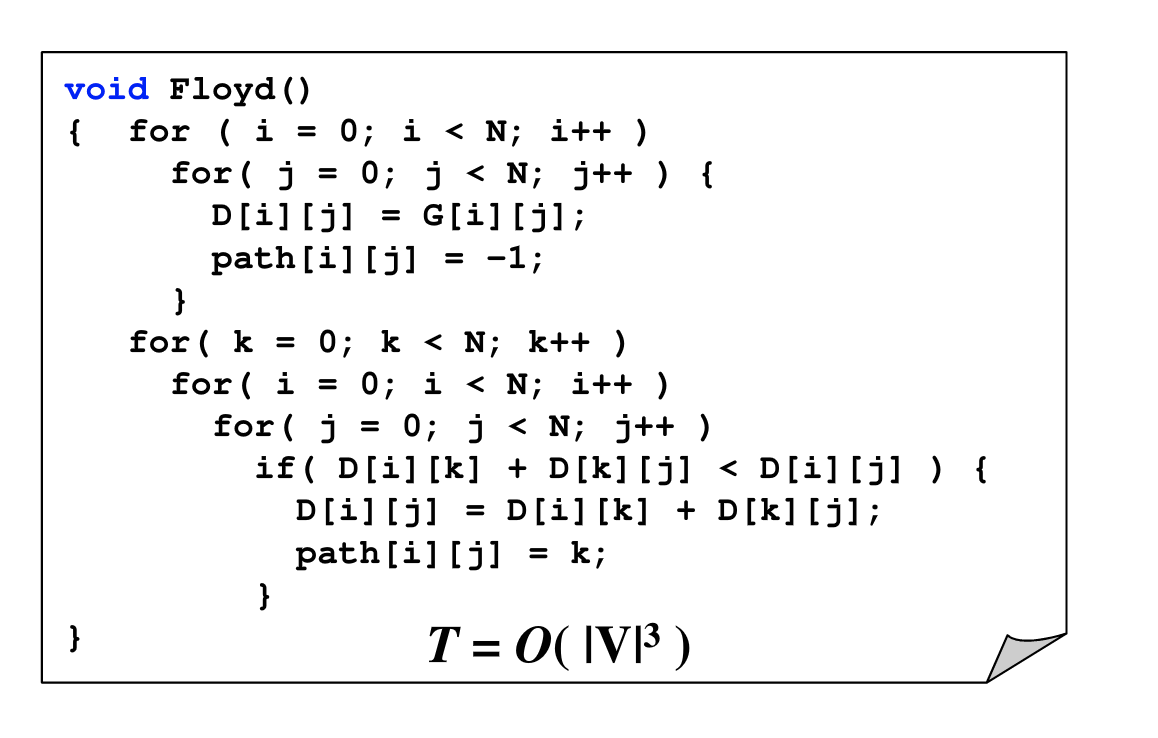 void Floyd()
{ for ( i = 0; i < N; i++ )
for( j = 0; j < N; j++ ) {
D[i][j] = G[i][j];
path[i][j] = -1;
}
for( k = 0; k < N; k++ )
for( i = 0; i < N; i++ )
for( j = 0; j < N; j++ )
if( D[i][k] + D[k][j] < D[i][j] ) {
D[i][j] = D[i][k] + D[k][j];
path[i][j] = k;
}
} T = O( |V|³ )